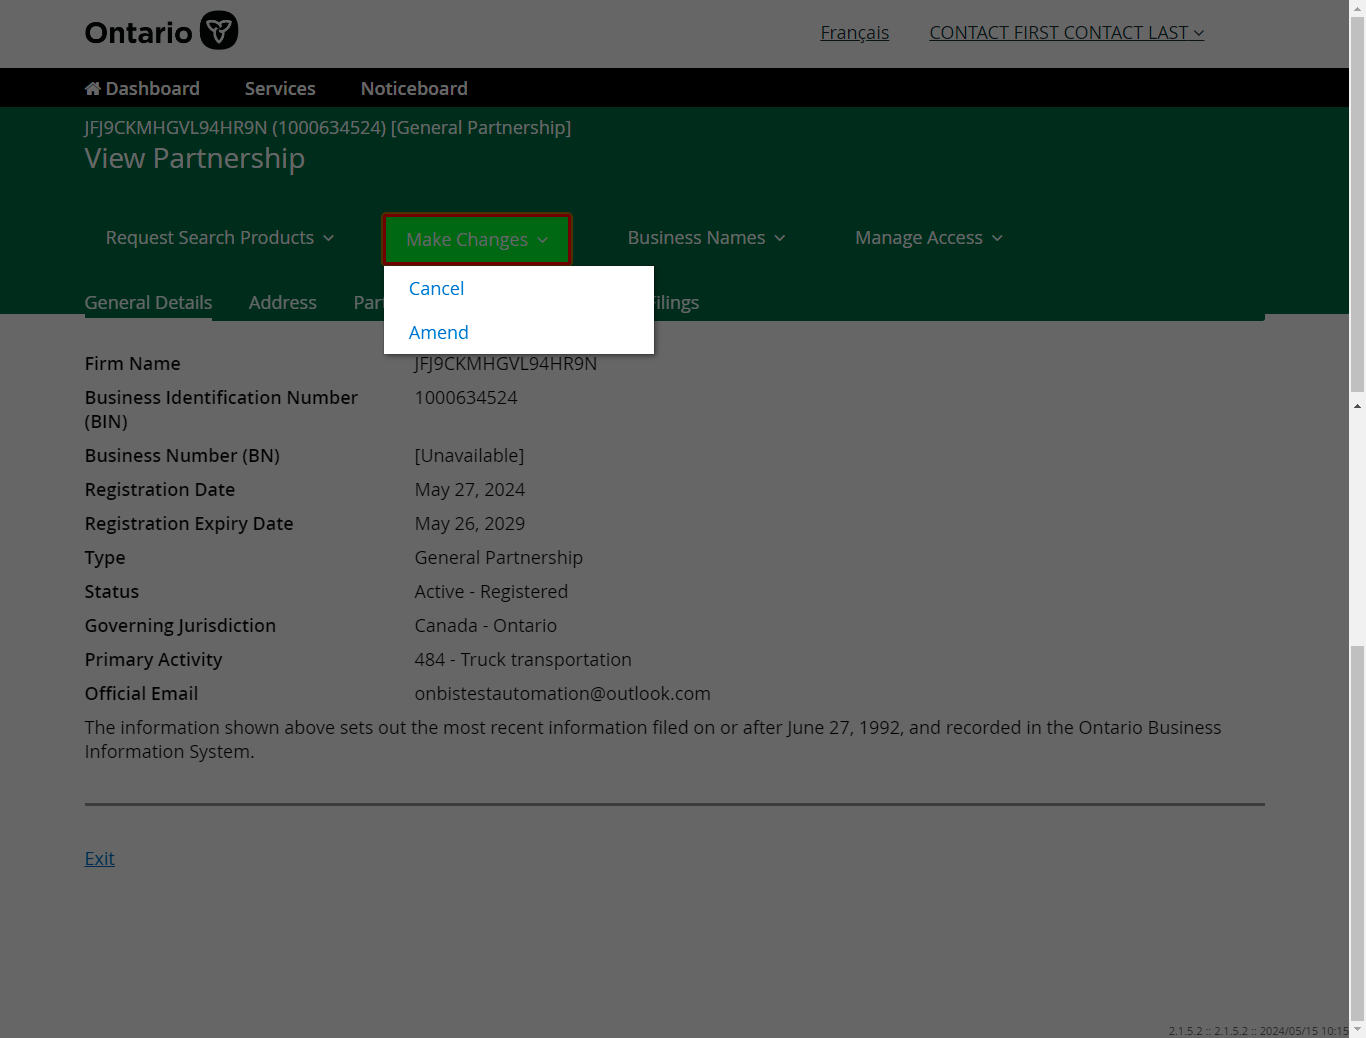 Ontario
Français CONTACT FIRST CONTACT LAST
Dashboard Services Noticeboard
JFJ9CKMHGVL94HR9N (1000634524) [General Partnership]
View Partnership
Request Search Products Make Changes Business Names Manage Access
Cancel
Amend
General Details Address Part ilings
Firm Name JFJ9CKMHGVL94HR9N
Business Identification Number 1000634524
(BIN)
Business Number (BN) [Unavailable]
Registration Date May 27, 2024
Registration Expiry Date May 26, 2029
Type General Partnership
Status Active - Registered
Governing Jurisdiction Canada - Ontario
Primary Activity 484 - Truck transportation
Official Email onbistestautomation@outlook.com
The information shown above sets out the most recent information filed on or after June 27, 1992, and recorded in the Ontario Business
Information System.
Exit
2.1.5.2 :: 2.1.5.2 :: 2024/05/15 10:15